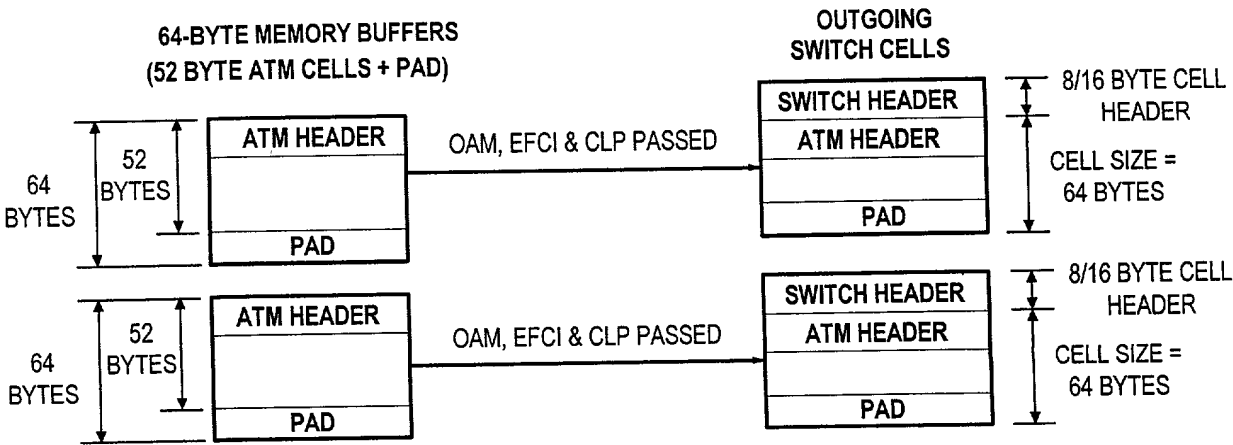 64-BYTE MEMORY BUFFERS
(52 BYTE ATM CELLS + PAD)
OUTGOING
SWITCH CELLS
64
BYTES
52
BYTES
ATM HEADER
PAD
OAM, EFCI & CLP PASSED
SWITCH HEADER
ATM HEADER
PAD
8/16 BYTE CELL
HEADER
CELL SIZE =
64 BYTES
64
BYTES
52
BYTES
ATM HEADER
PAD
OAM, EFCI & CLP PASSED
SWITCH HEADER
ATM HEADER
PAD
8/16 BYTE CELL
HEADER
CELL SIZE =
64 BYTES